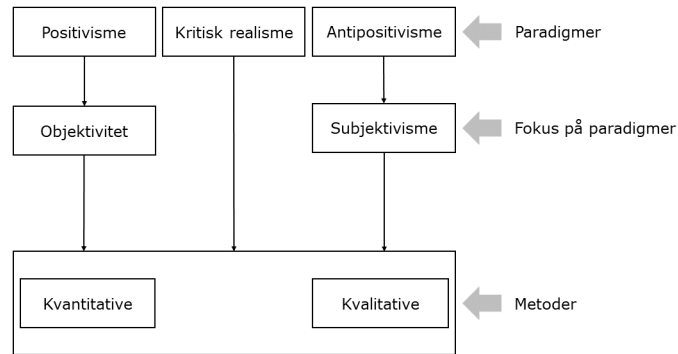 Positivisme
Kritisk realisme
Antipositivisme
Paradigmer
Objektivitet
Subjektivisme
Fokus på paradigmer
Kvantitative
Kvalitative
Metoder